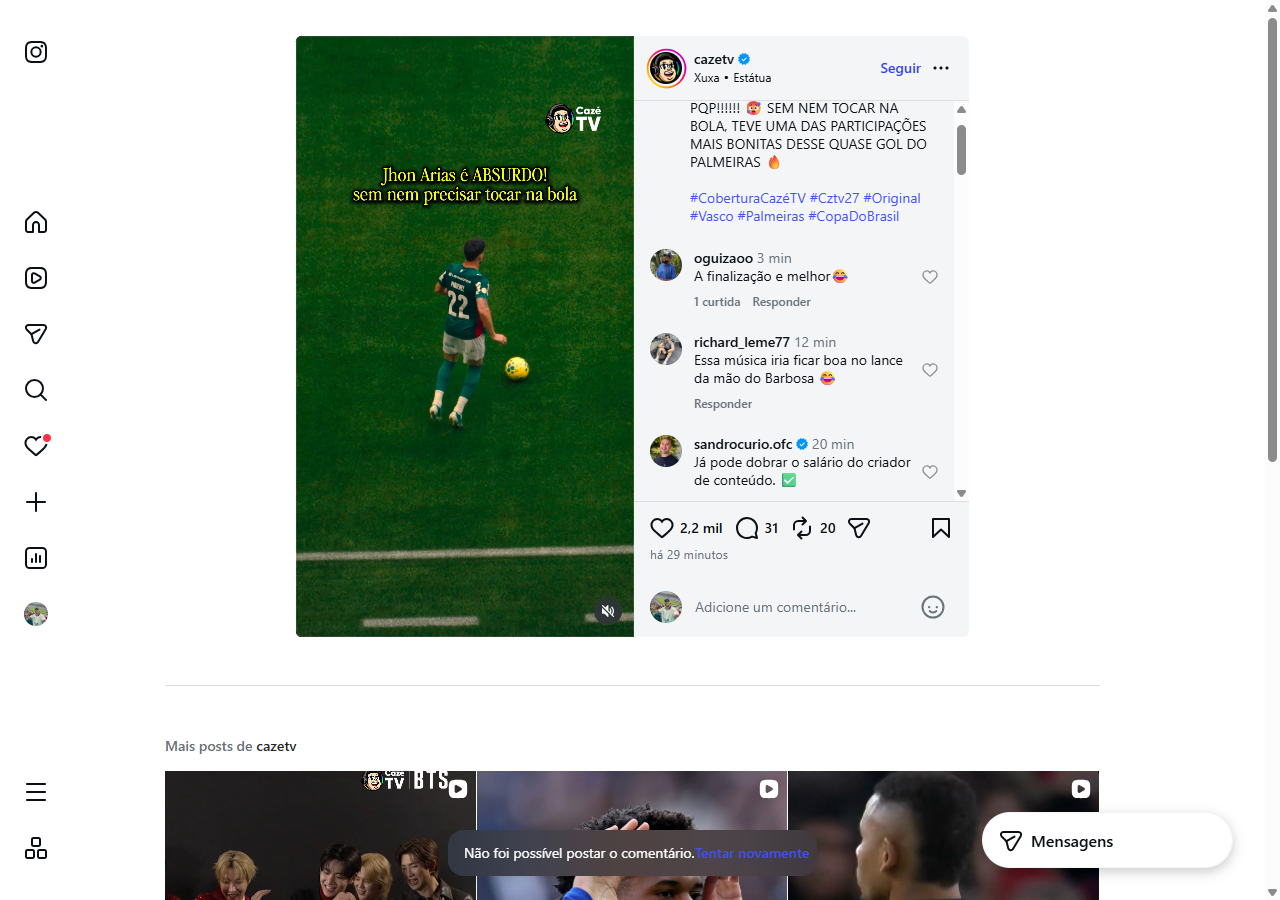 Cazé
TV
Jhon Arias é ABSURDO!
sem nem precisar tocar na bola
22
cazetv
Xuxa • Estátua
Seguir
PQP!!!!!! 🥵 SEM NEM TOCAR NA
BOLA, TEVE UMA DAS PARTICIPAÇÕES
MAIS BONITAS DESSE QUASE GOL DO
PALMEIRAS 🔥
#CoberturaCazéTV #Cztv27 #Original
#Vasco #Palmeiras #CopaDoBrasil
oguizaoo 3 min
A finalização e melhor😂
1 curtida Responder
richard_leme77 12 min
Essa música iria ficar boa no lance
da mão do Barbosa 😂
Responder
sandrocurio.ofc 20 min
Já pode dobrar o salário do criador
de conteúdo. ✅
2,2 mil 31 20
há 29 minutos
Adicione um comentário...
Mais posts de cazetv
Cazé
TV BTS
Não foi possível postar o comentário. Tentar novamente
Mensagens